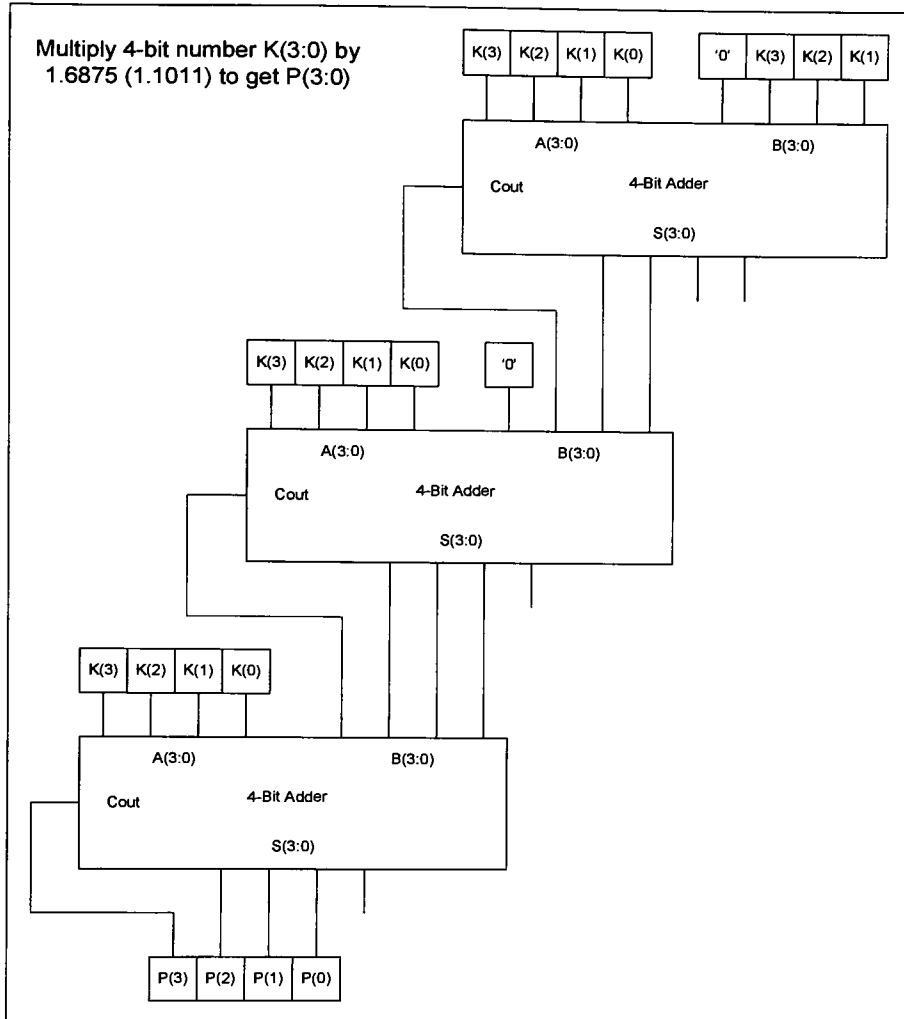 Multiply 4-bit number K(3:0) by
1.6875 (1.1011) to get P(3:0)
K(3) K(2) K(1) K(0) '0' K(3) K(2) K(1)
A(3:0) B(3:0)
Cout 4-Bit Adder
S(3:0)
K(3) K(2) K(1) K(0) '0'
A(3:0) B(3:0)
Cout 4-Bit Adder
S(3:0)
K(3) K(2) K(1) K(0)
A(3:0) B(3:0)
Cout 4-Bit Adder
S(3:0)
P(3) P(2) P(1) P(0)